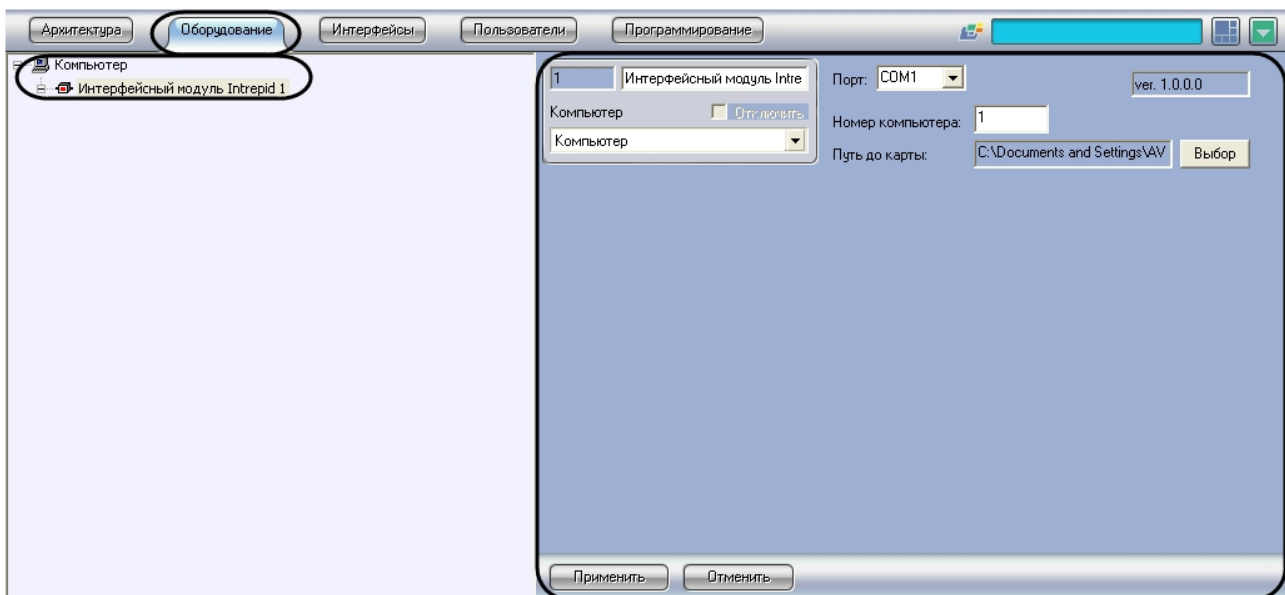 Архитектура Оборудование Интерфейсы Пользователи Программирование
Компьютер
Интерфейсный модуль Intrepid 1
1 Интерфейсный модуль Intre
Компьютер Отключить
Компьютер
Порт: COM1 ver. 1.0.0.0
Номер компьютера: 1
Путь до карты: C:\Documents and Settings\AV Выбор
Применить Отменить